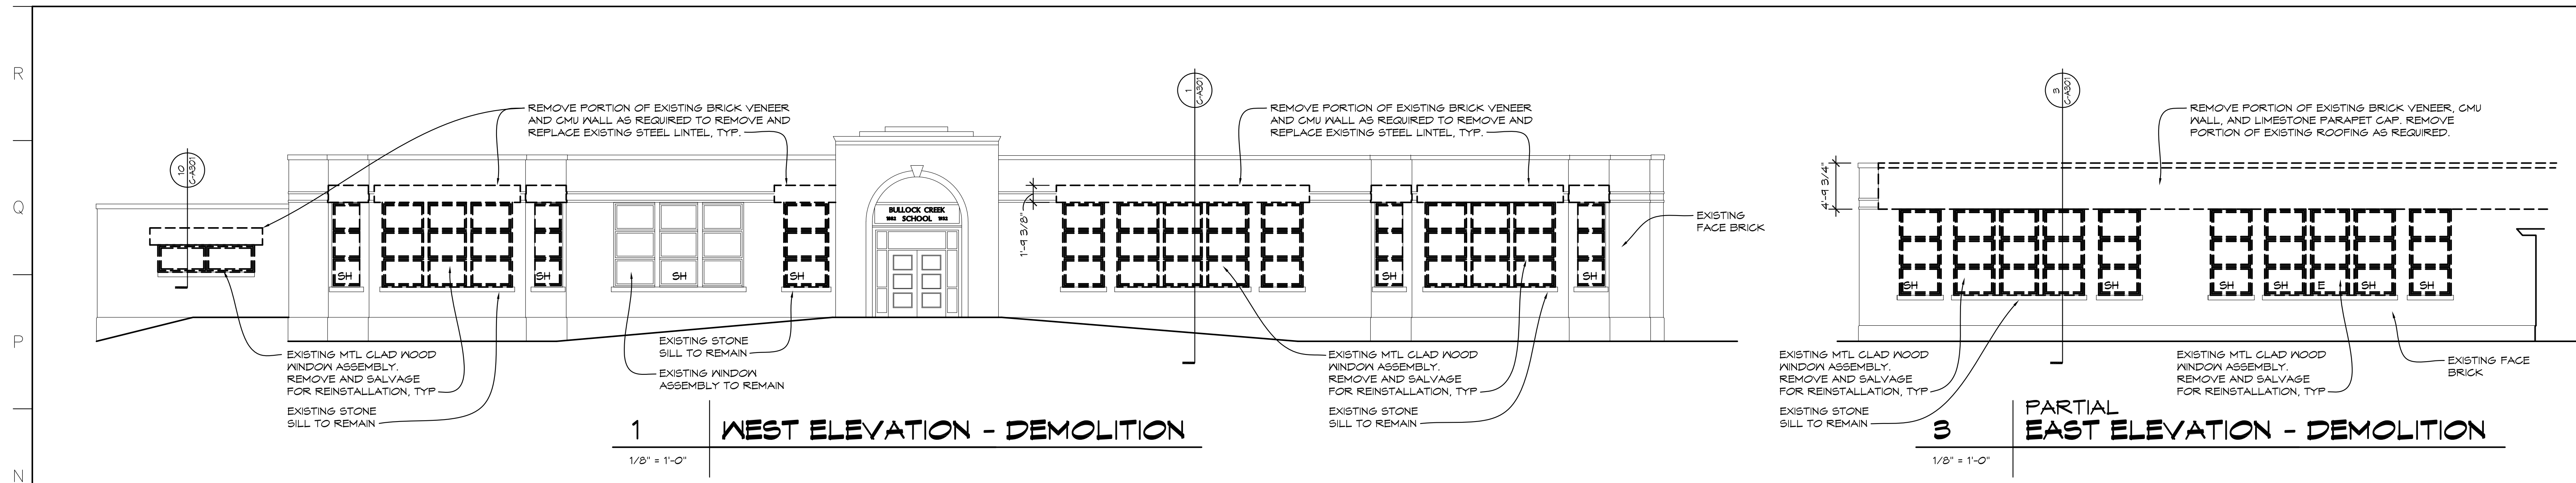 R
Q
P
N
10
C-A301
REMOVE PORTION OF EXISTING BRICK VENEER
AND CMU WALL AS REQUIRED TO REMOVE AND
REPLACE EXISTING STEEL LINTEL, TYP.
SH
SH
SH
SH
BULLOCK CREEK
1932 SCHOOL 1932
1
C-A301
REMOVE PORTION OF EXISTING BRICK VENEER
AND CMU WALL AS REQUIRED TO REMOVE AND
REPLACE EXISTING STEEL LINTEL, TYP.
1'-9 3/8"
SH
SH
EXISTING
FACE BRICK
EXISTING MTL CLAD WOOD
WINDOW ASSEMBLY.
REMOVE AND SALVAGE
FOR REINSTALLATION, TYP
EXISTING STONE
SILL TO REMAIN
EXISTING STONE
SILL TO REMAIN
EXISTING WINDOW
ASSEMBLY TO REMAIN
EXISTING MTL CLAD WOOD
WINDOW ASSEMBLY.
REMOVE AND SALVAGE
FOR REINSTALLATION, TYP
EXISTING STONE
SILL TO REMAIN
1
WEST ELEVATION - DEMOLITION
1/8" = 1'-0"
3
C-A301
REMOVE PORTION OF EXISTING BRICK VENEER, CMU
WALL, AND LIMESTONE PARAPET CAP. REMOVE
PORTION OF EXISTING ROOFING AS REQUIRED.
4'-9 3/4"
SH
SH
SH
SH
E
SH
SH
EXISTING MTL CLAD WOOD
WINDOW ASSEMBLY.
REMOVE AND SALVAGE
FOR REINSTALLATION, TYP
EXISTING STONE
SILL TO REMAIN
EXISTING MTL CLAD WOOD
WINDOW ASSEMBLY.
REMOVE AND SALVAGE
FOR REINSTALLATION, TYP
EXISTING FACE
BRICK
3
PARTIAL
EAST ELEVATION - DEMOLITION
1/8" = 1'-0"